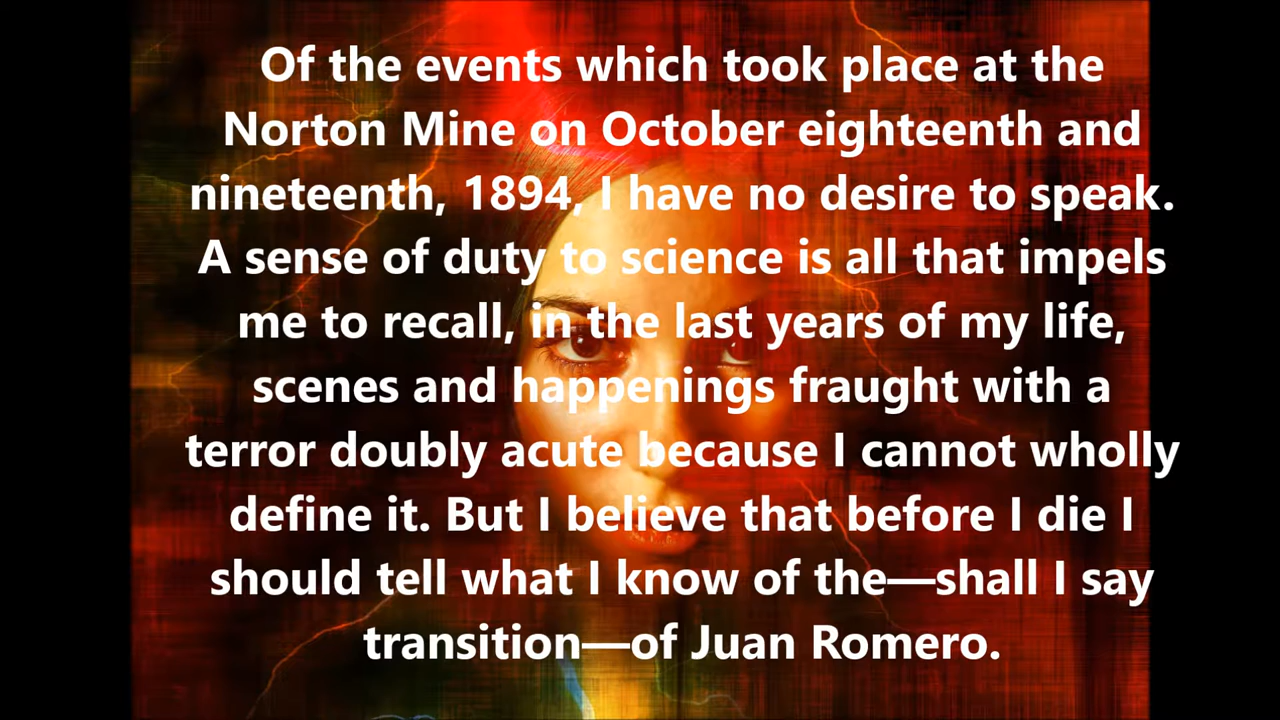 Of the events which took place at the
Norton Mine on October eighteenth and
nineteenth, 1894, I have no desire to speak.
A sense of duty to science is all that impels
me to recall, in the last years of my life,
scenes and happenings fraught with a
terror doubly acute because I cannot wholly
define it. But I believe that before I die I
should tell what I know of the—shall I say
transition—of Juan Romero.